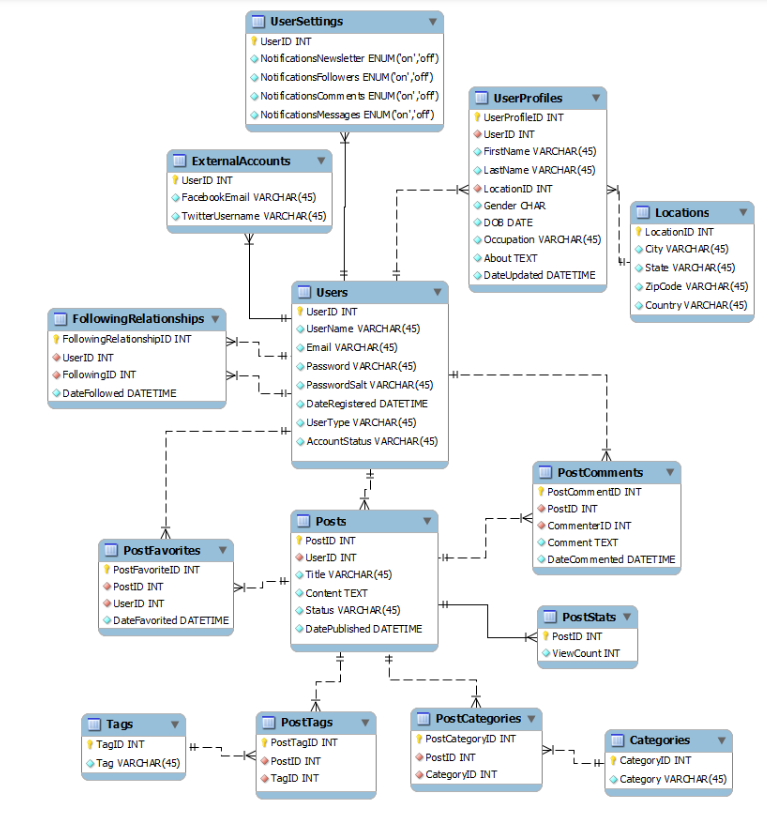 UserSettings
UserID INT
NotificationsNewsletter ENUM('on','off')
NotificationsFollowers ENUM('on','off')
NotificationsComments ENUM('on','off')
NotificationsMessages ENUM('on','off')
UserProfiles
UserProfileID INT
UserID INT
FirstName VARCHAR(45)
LastName VARCHAR(45)
LocationID INT
Gender CHAR
DOB DATE
Occupation VARCHAR(45)
About TEXT
DateUpdated DATETIME
ExternalAccounts
UserID INT
FacebookEmail VARCHAR(45)
TwitterUsername VARCHAR(45)
Locations
LocationID INT
City VARCHAR(45)
State VARCHAR(45)
ZipCode VARCHAR(45)
Country VARCHAR(45)
Users
UserID INT
UserName VARCHAR(45)
Email VARCHAR(45)
Password VARCHAR(45)
PasswordSalt VARCHAR(45)
DateRegistered DATETIME
UserType VARCHAR(45)
AccountStatus VARCHAR(45)
FollowingRelationships
FollowingRelationshipID INT
UserID INT
FollowingID INT
DateFollowed DATETIME
PostComments
PostCommentID INT
PostID INT
CommenterID INT
Comment TEXT
DateCommented DATETIME
Posts
PostID INT
UserID INT
Title VARCHAR(45)
Content TEXT
Status VARCHAR(45)
DatePublished DATETIME
PostFavorites
PostFavoriteID INT
PostID INT
UserID INT
DateFavorited DATETIME
PostStats
PostID INT
ViewCount INT
Tags
TagID INT
Tag VARCHAR(45)
PostTags
PostTagID INT
PostID INT
TagID INT
PostCategories
PostCategoryID INT
PostID INT
CategoryID INT
Categories
CategoryID INT
Category VARCHAR(45)